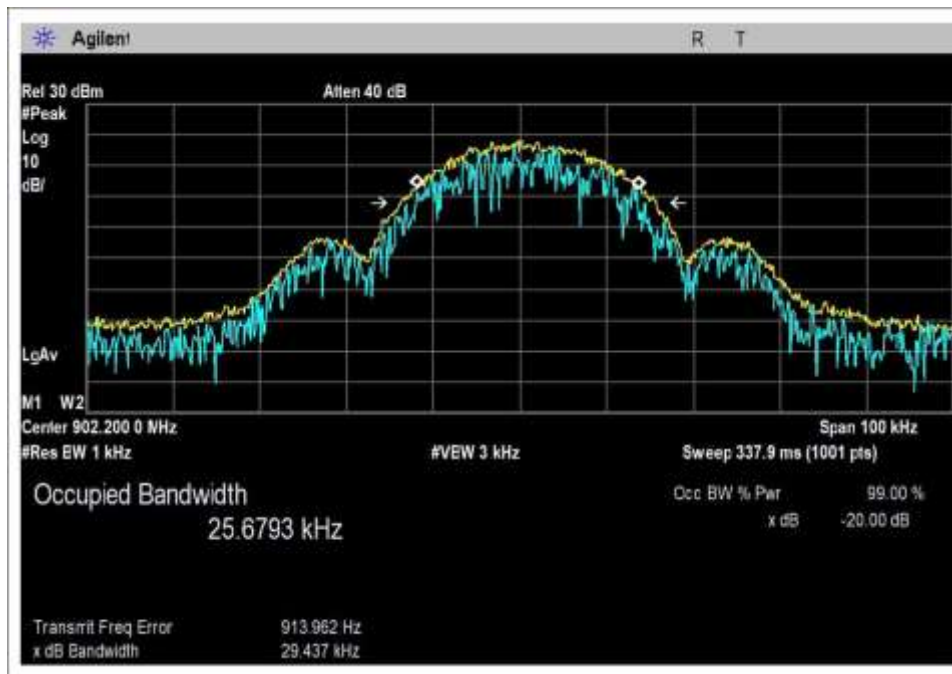 Agilent
R T
Ref 30 dBm Atten 40 dB
#Peak
Log
10
dB/
LgAv
M1 W2
Center 902.200 0 MHz Span 100 kHz
#Res BW 1 kHz #VBW 3 kHz Sweep 337.9 ms (1001 pts)
Occupied Bandwidth Occ BW % Pwr 99.00 %
25.6793 kHz x dB -20.00 dB
Transmit Freq Error 913.962 Hz
x dB Bandwidth 29.437 kHz